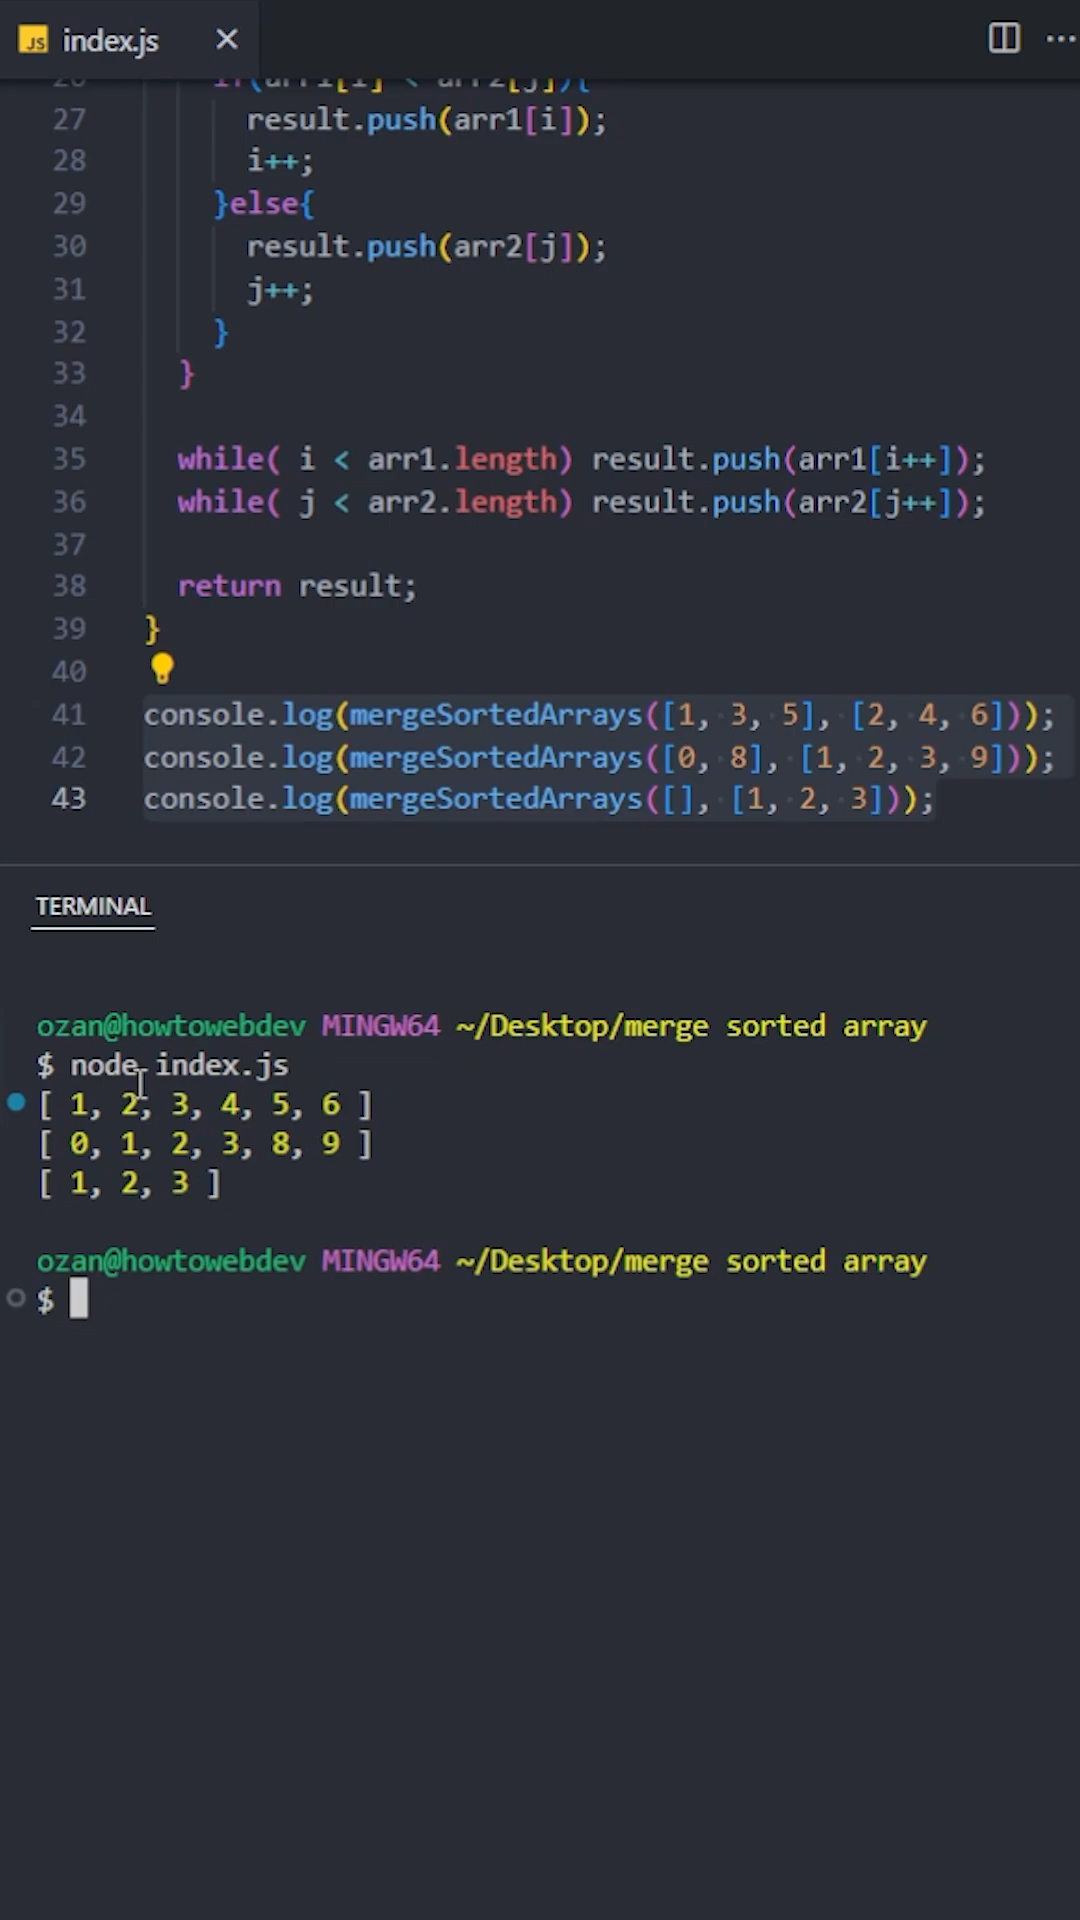 JS index.js
26 if(arr1[i] < arr2[j]){
27 result.push(arr1[i]);
28 i++;
29 }else{
30 result.push(arr2[j]);
31 j++;
32 }
33 }
34
35 while( i < arr1.length) result.push(arr1[i++]);
36 while( j < arr2.length) result.push(arr2[j++]);
37
38 return result;
39 }
40
41 console.log(mergeSortedArrays([1, 3, 5], [2, 4, 6]));
42 console.log(mergeSortedArrays([0, 8], [1, 2, 3, 9]));
43 console.log(mergeSortedArrays([], [1, 2, 3]));
TERMINAL
ozan@howtowebdev MINGW64 ~/Desktop/merge sorted array
$ node index.js
[ 1, 2, 3, 4, 5, 6 ]
[ 0, 1, 2, 3, 8, 9 ]
[ 1, 2, 3 ]
ozan@howtowebdev MINGW64 ~/Desktop/merge sorted array
$